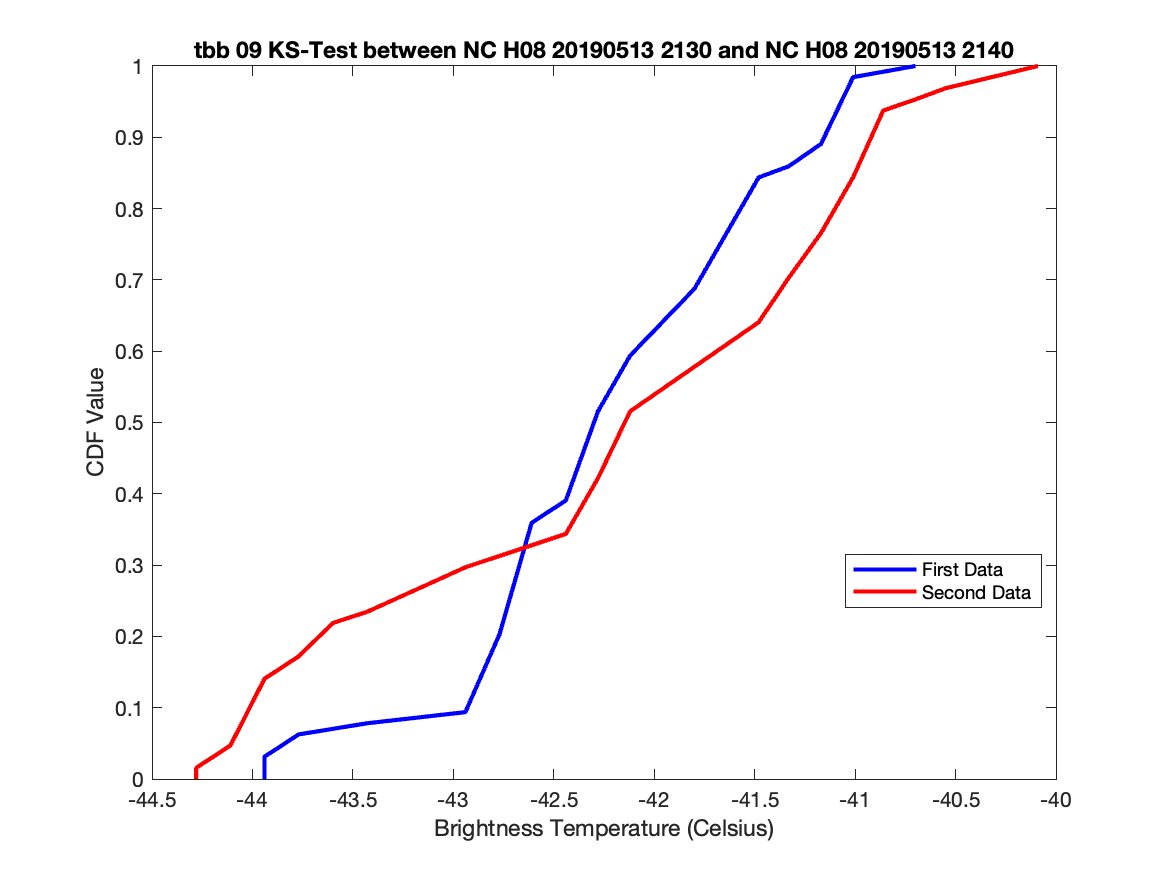 tbb 09 KS-Test between NC H08 20190513 2130 and NC H08 20190513 2140
1
0.9
0.8
0.7
0.6
0.5
0.4
0.3
0.2
0.1
0
CDF Value
First Data
Second Data
-44.5 -44 -43.5 -43 -42.5 -42 -41.5 -41 -40.5 -40
Brightness Temperature (Celsius)